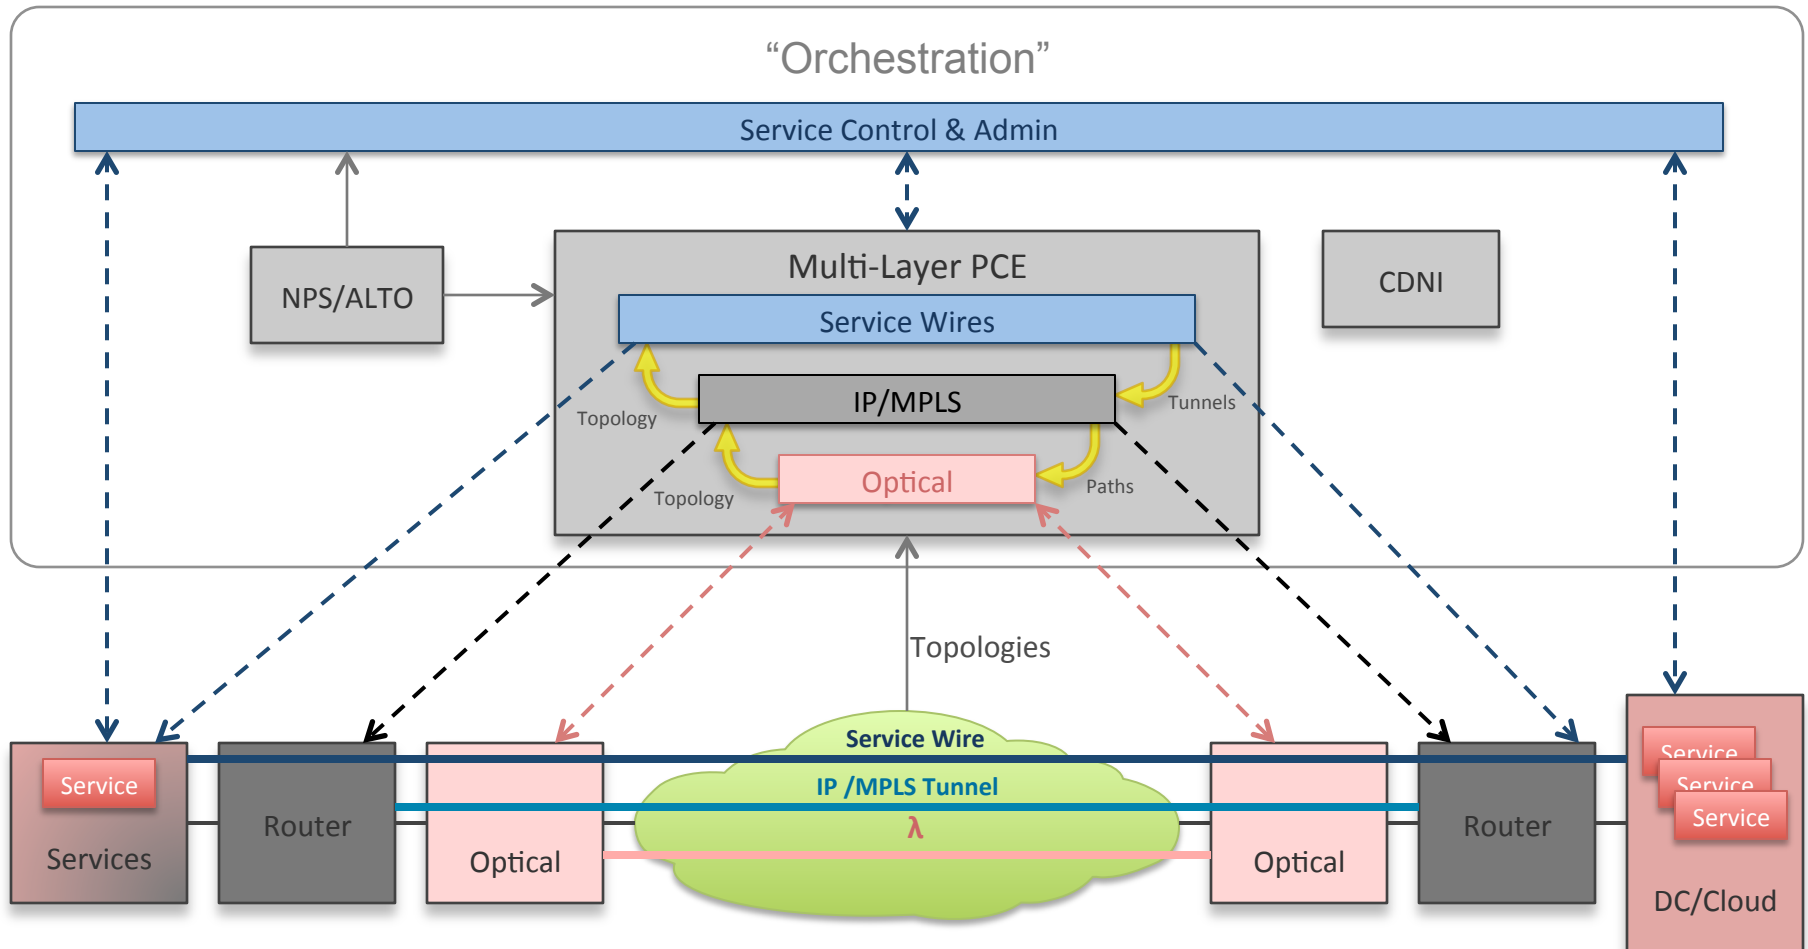 “Orchestration”
Service Control & Admin
Multi-Layer PCE
NPS/ALTO
CDNI
Service Wires
IP/MPLS
Topology
Tunnels
Optical
Topology
Paths
Topologies
Service Wire
IP /MPLS Tunnel
λ
Service
Services
Router
Optical
Optical
Router
Service
Service
Service
DC/Cloud